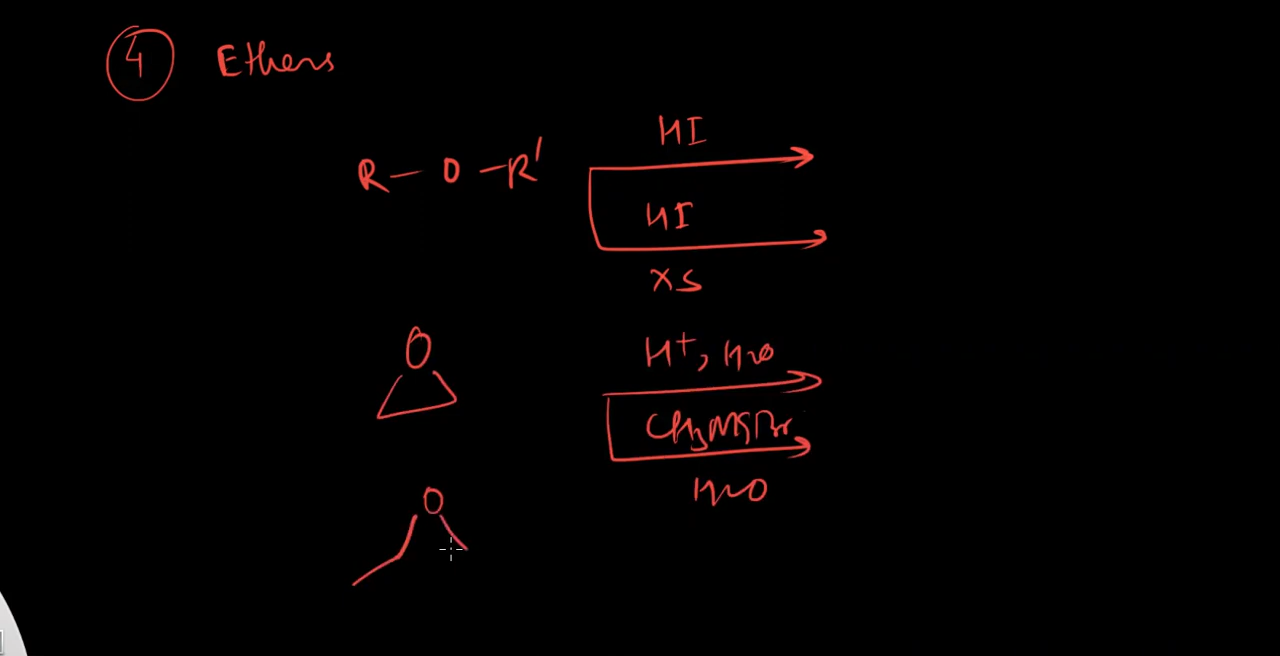 4 Ethers
R-O-R' HI
HI
XS
O H+, H2O
CH3MgBr
H2O
O